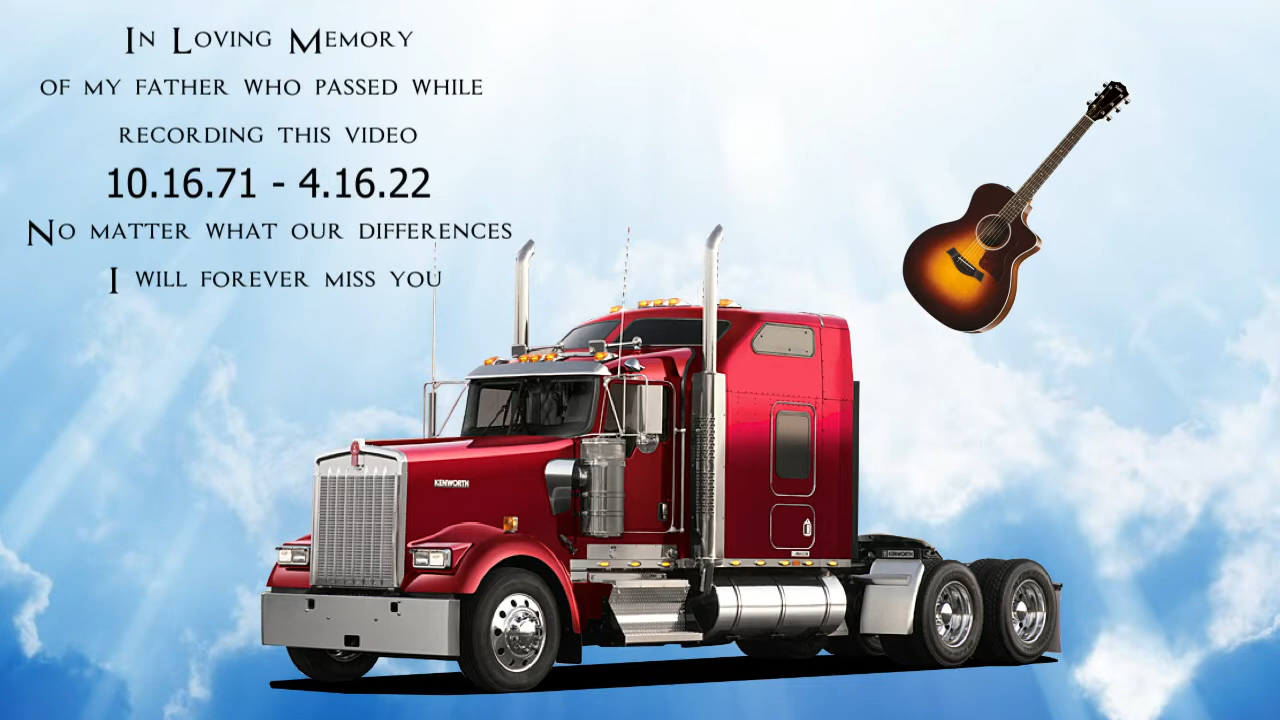 In Loving Memory
of my father who passed while
recording this video
10.16.71 - 4.16.22
No matter what our differences
I will forever miss you
KENWORTH
KENWORTH